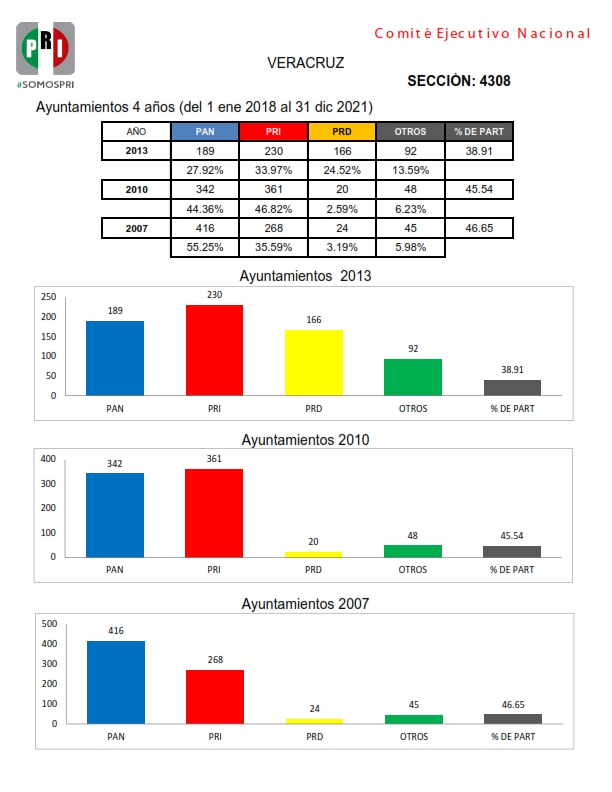 Comité Ejecutivo Nacional
PRI
#SOMOSPRI
VERACRUZ
SECCIÓN: 4308
Ayuntamientos 4 años (del 1 ene 2018 al 31 dic 2021)
AÑO PAN PRI PRD OTROS % DE PART
2013 189 230 166 92 38.91
27.92% 33.97% 24.52% 13.59%
2010 342 361 20 48 45.54
44.36% 46.82% 2.59% 6.23%
2007 416 268 24 45 46.65
55.25% 35.59% 3.19% 5.98%
Ayuntamientos 2013
250
200
150
100
50
0
189 230 166 92 38.91
PAN PRI PRD OTROS % DE PART
Ayuntamientos 2010
400
300
200
100
0
342 361 20 48 45.54
PAN PRI PRD OTROS % DE PART
Ayuntamientos 2007
500
400
300
200
100
0
416 268 24 45 46.65
PAN PRI PRD OTROS % DE PART